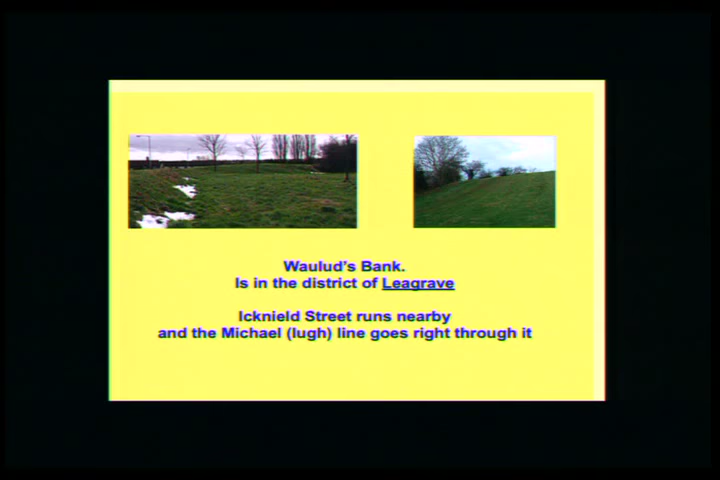 Waulud's Bank.
Is in the district of Leagrave
Icknield Street runs nearby
and the Michael (lugh) line goes right through it